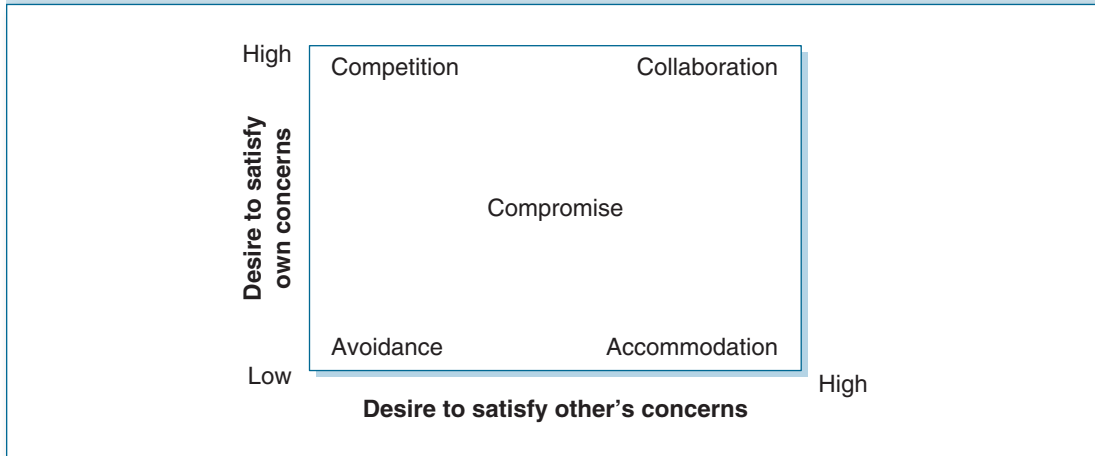 High
Competition Collaboration
Desire to satisfy
own concerns
Compromise
Avoidance Accommodation
Low
High
Desire to satisfy other's concerns